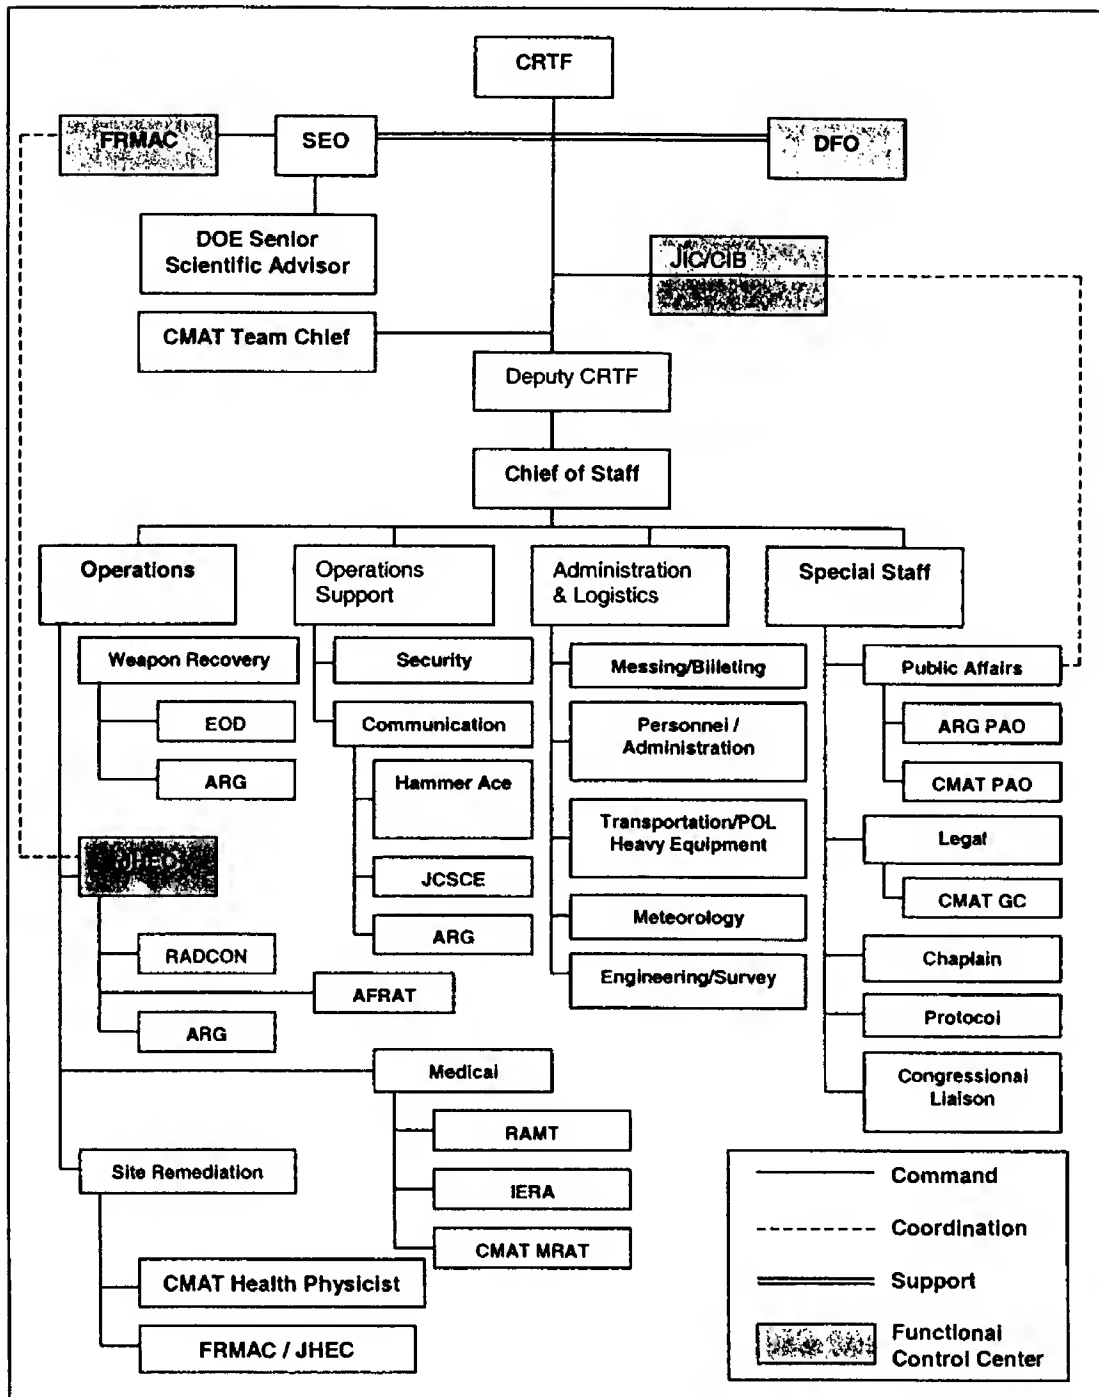 CRTF
FRMAC
SEO
DFO
DOE Senior
Scientific Advisor
JIC/CIB
CMAT Team Chief
Deputy CRTF
Chief of Staff
Operations
Operations
Support
Administration
& Logistics
Special Staff
Weapon Recovery
EOD
ARG
JHEC
RADCON
AFRAT
ARG
Medical
RAMT
IERA
CMAT MRAT
Site Remediation
CMAT Health Physicist
FRMAC / JHEC
Security
Communication
Hammer Ace
JCSCE
ARG
Messing/Billeting
Personnel /
Administration
Transportation/POL
Heavy Equipment
Meteorology
Engineering/Survey
Public Affairs
ARG PAO
CMAT PAO
Legal
CMAT GC
Chaplain
Protocol
Congressional
Liaison
Command
Coordination
Support
Functional
Control Center